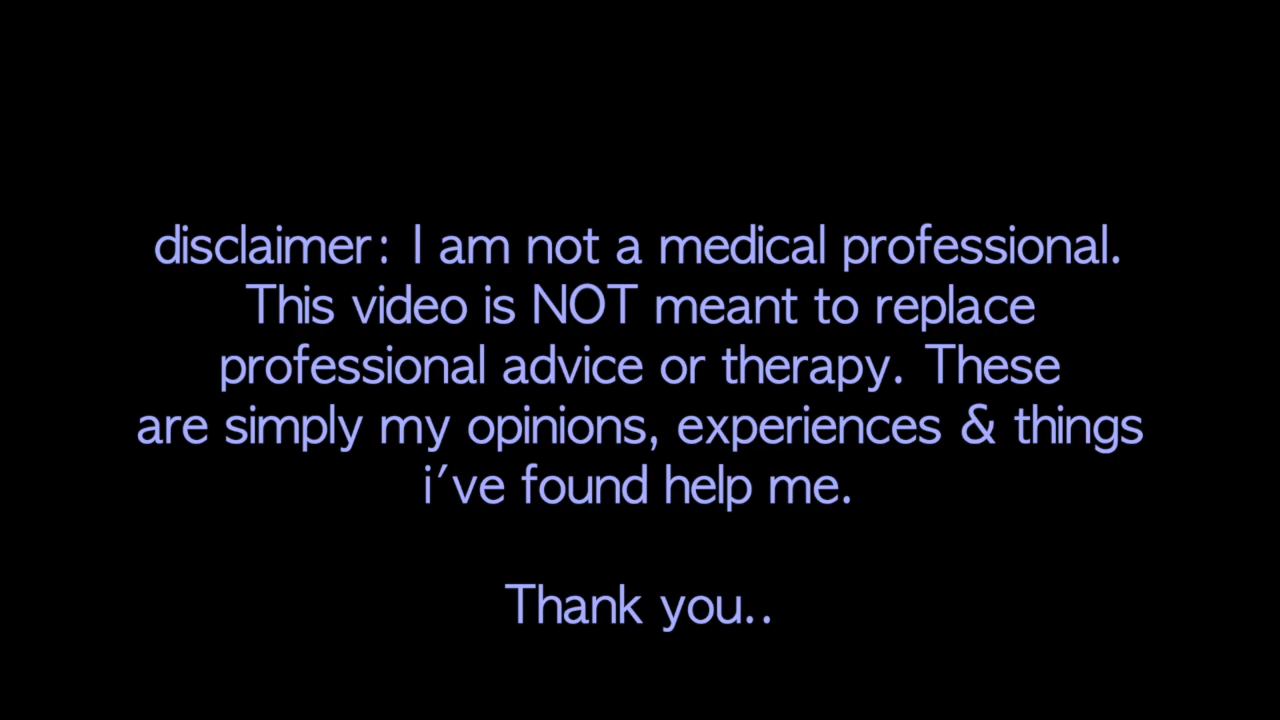 disclaimer: I am not a medical professional.
This video is NOT meant to replace
professional advice or therapy. These
are simply my opinions, experiences & things
i've found help me.
Thank you..